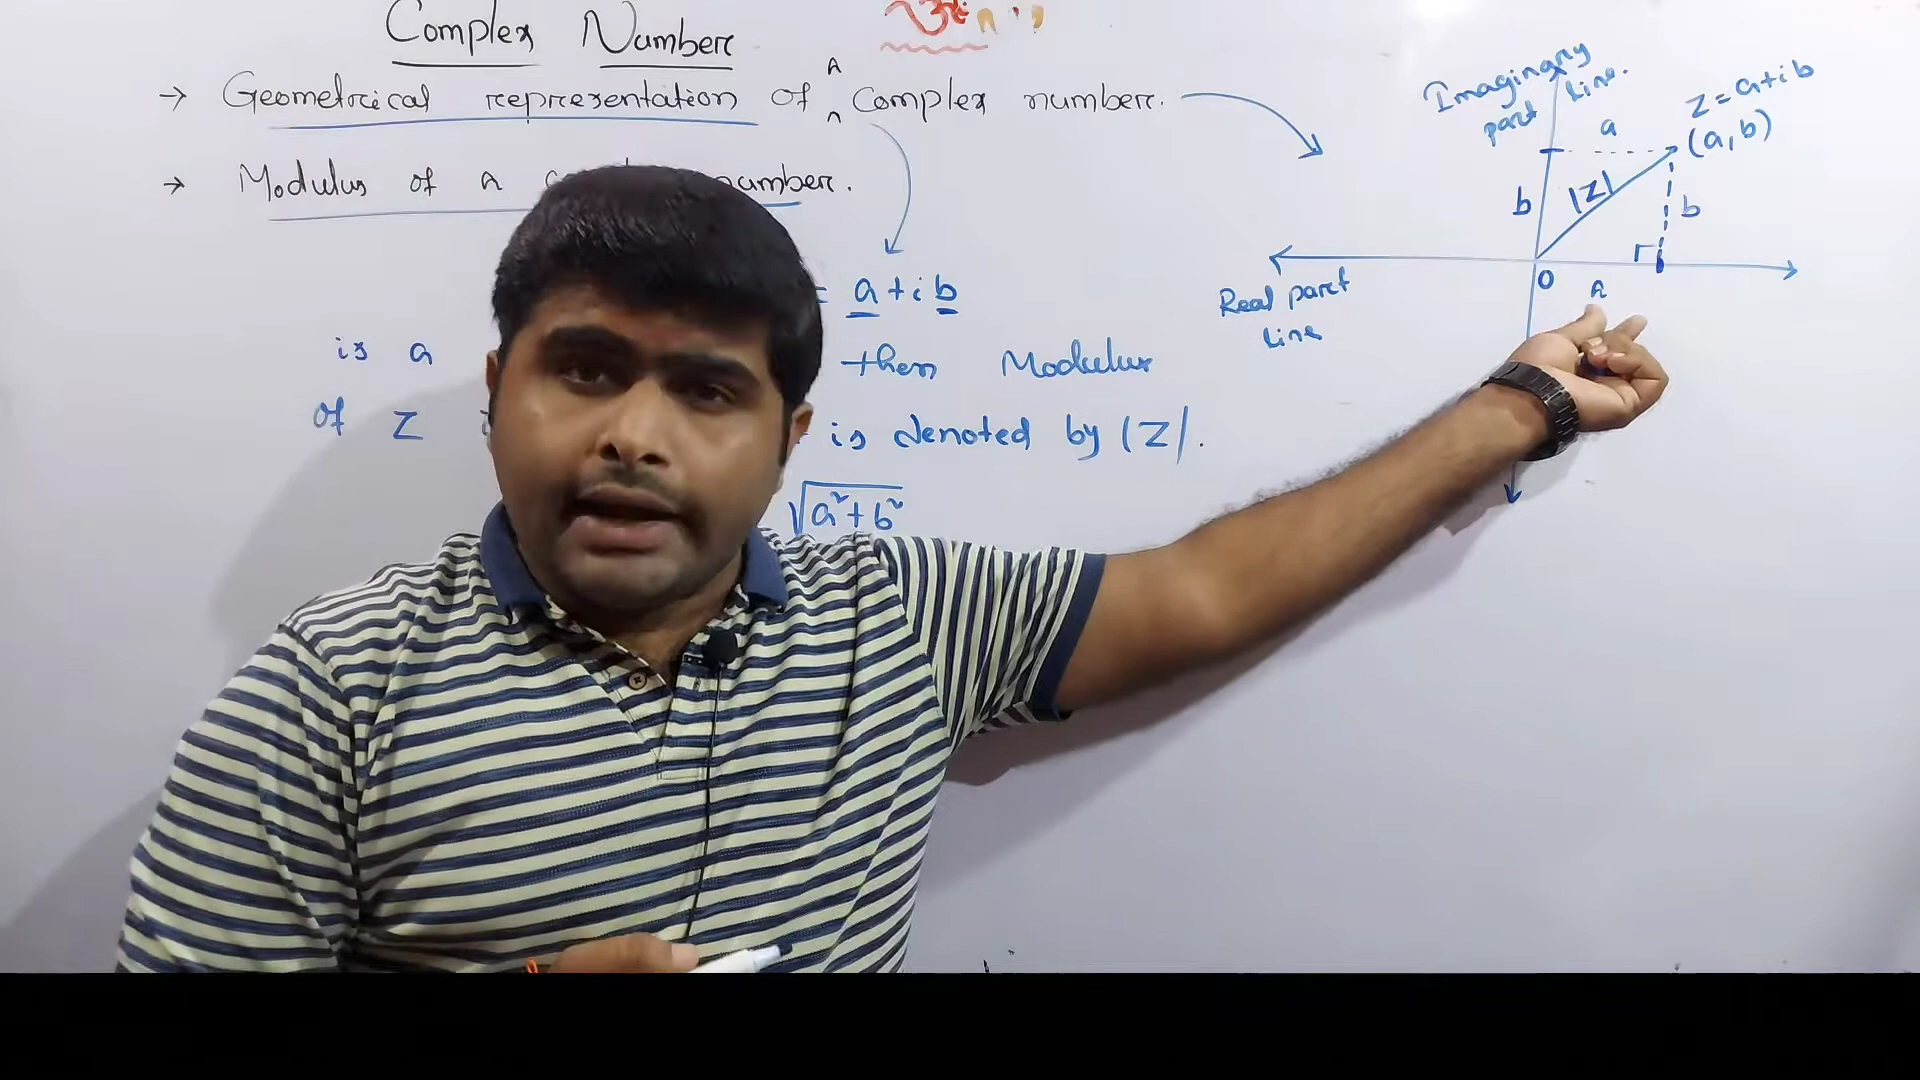 Complex Number
→ Geometrical representation of A Complex number.
→ Modulus of a number.
= a+ib
is a then Modulus
of Z is denoted by |Z|.
√a²+b²
Imaginary
part line.
Z=a+ib
(a,b)
a
b
|Z|
b
O
a
Real part
line